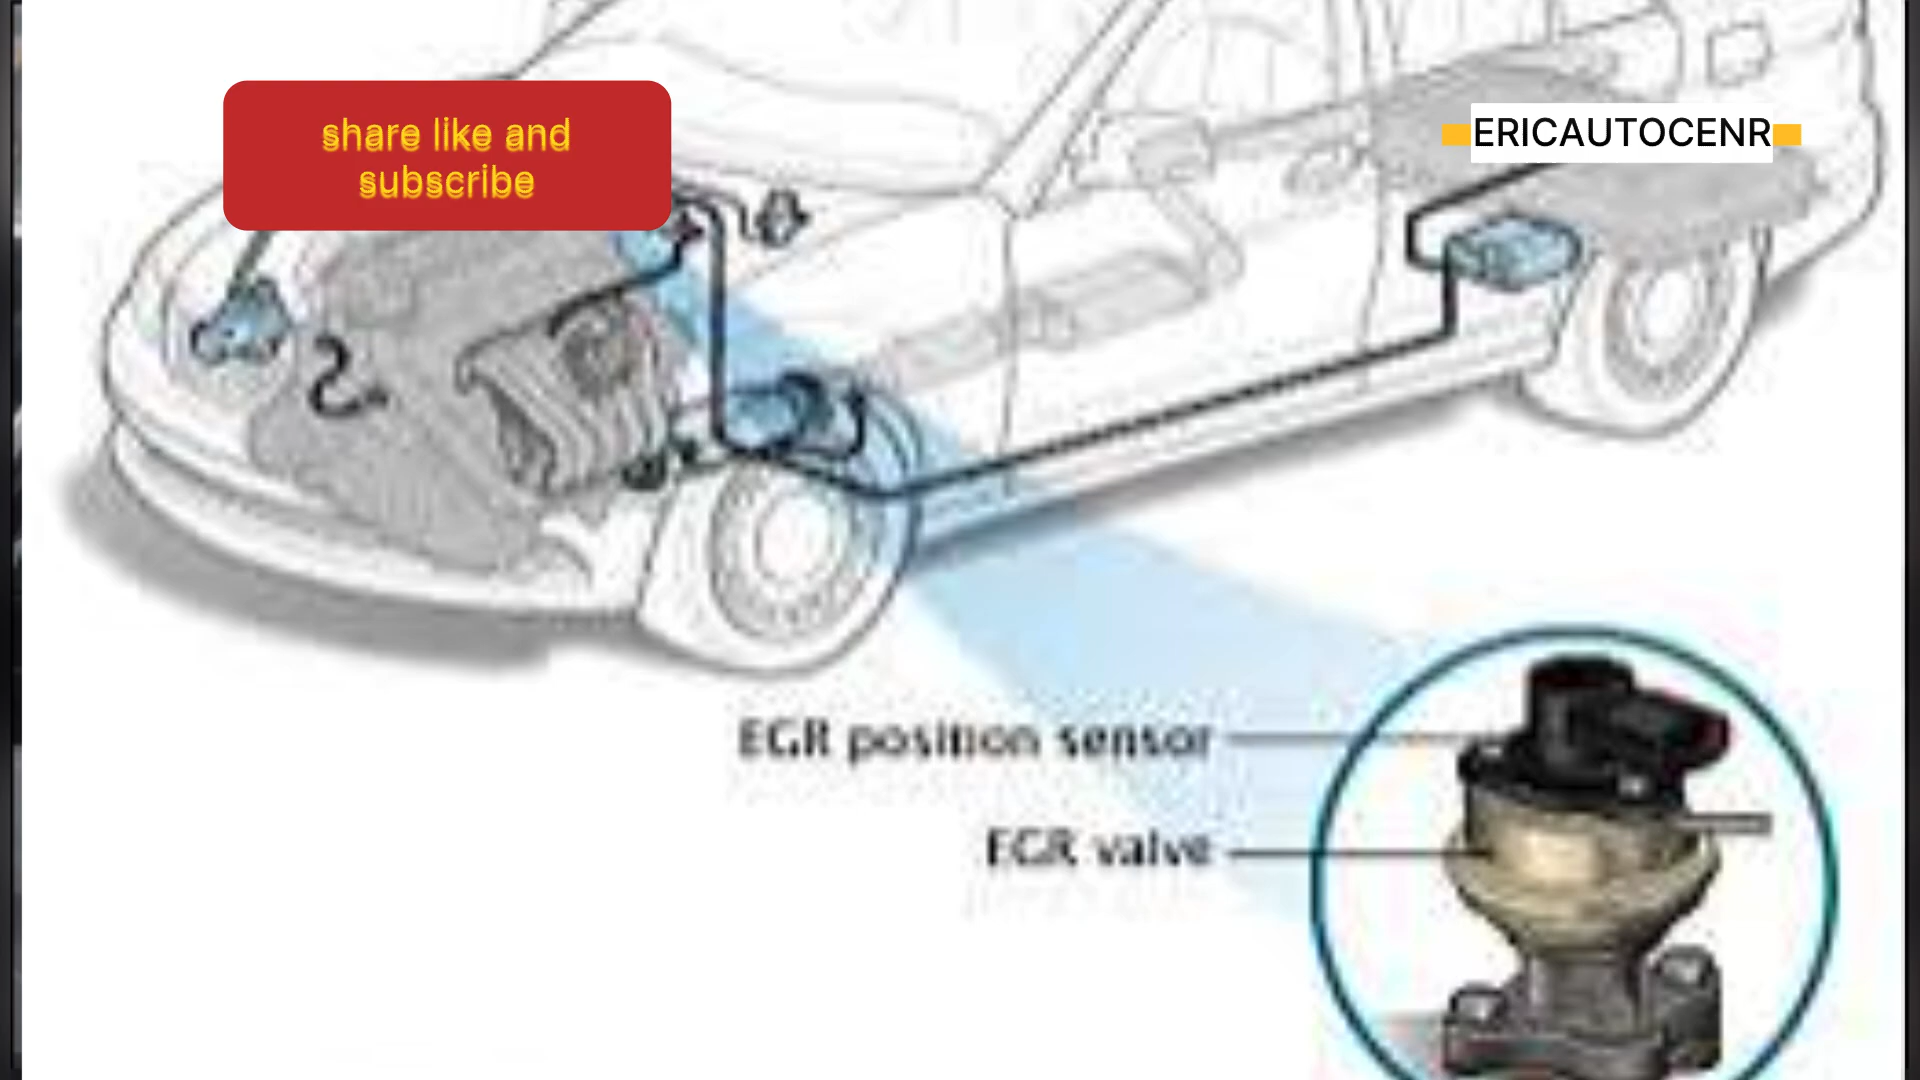 share like and
subscribe
ERICAUTOCENR
EGR position sensor
EGR valve